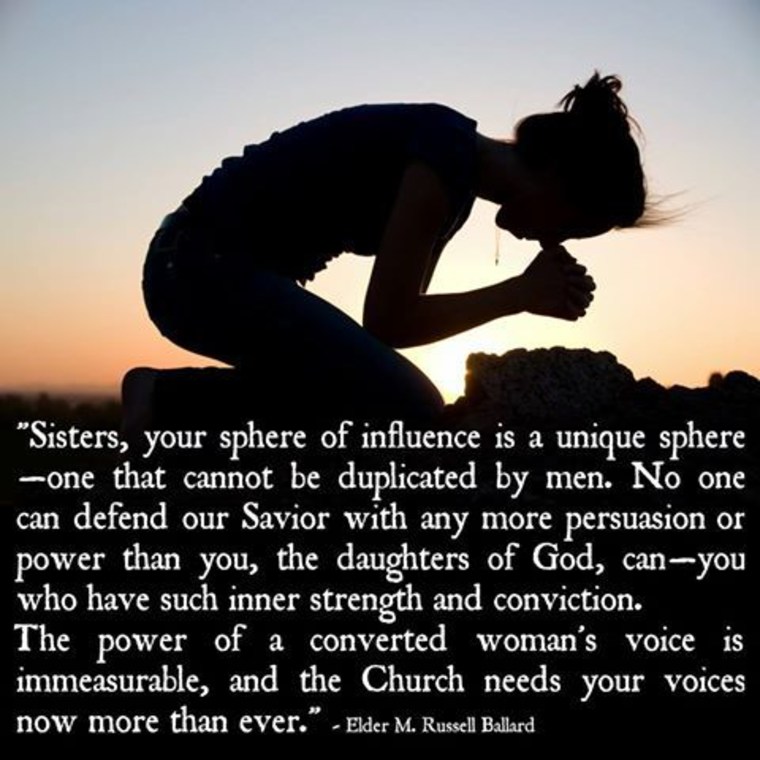 "Sisters, your sphere of influence is a unique sphere
—one that cannot be duplicated by men. No one
can defend our Savior with any more persuasion or
power than you, the daughters of God, can—you
who have such inner strength and conviction.
The power of a converted woman's voice is
immeasurable, and the Church needs your voices
now more than ever." - Elder M. Russell Ballard